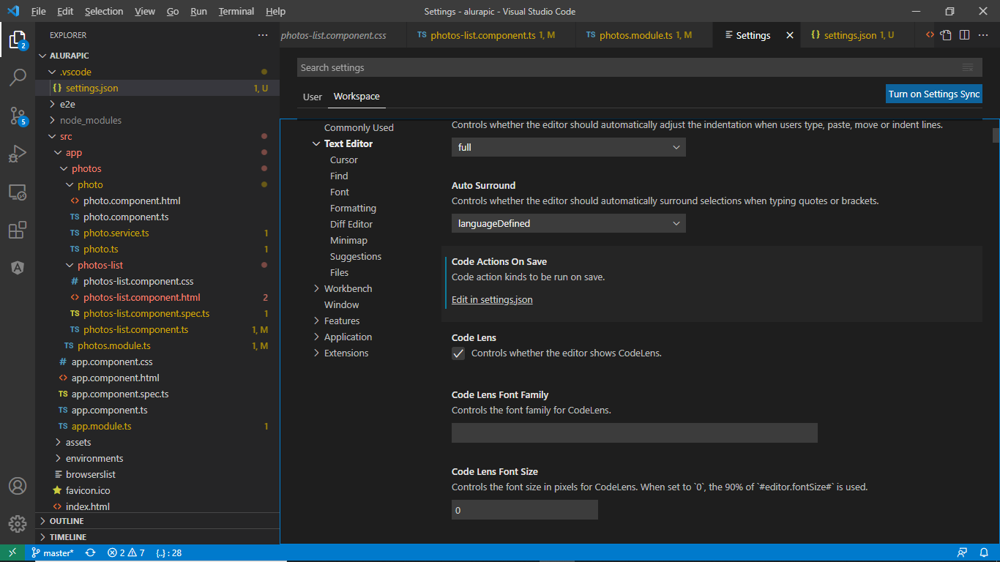 File Edit Selection View Go Run Terminal Help
Settings - alurapic - Visual Studio Code
EXPLORER
photos-list.component.css
TS photos-list.component.ts 1, M
TS photos.module.ts 1, M
Settings
{} settings.json 1, U
2
5
ALURAPIC
.vscode
{} settings.json 1, U
e2e
node_modules
src
app
photos
photo
photo.component.html
TS photo.component.ts
TS photo.service.ts 1
TS photo.ts 1
photos-list
# photos-list.component.css
photos-list.component.html 2
TS photos-list.component.spec.ts 1
TS photos-list.component.ts 1, M
TS photos.module.ts 1, M
# app.component.css
app.component.html
TS app.component.spec.ts
TS app.component.ts
TS app.module.ts 1
assets
environments
browserslist
favicon.ico
index.html
OUTLINE
TIMELINE
Search settings
User Workspace
Turn on Settings Sync
Commonly Used
Text Editor
Cursor
Find
Font
Formatting
Diff Editor
Minimap
Suggestions
Files
Workbench
Window
Features
Application
Extensions
Controls whether the editor should automatically adjust the indentation when users type, paste, move or indent lines.
full
Auto Surround
Controls whether the editor should automatically surround selections when typing quotes or brackets.
languageDefined
Code Actions On Save
Code action kinds to be run on save.
Edit in settings.json
Code Lens
Controls whether the editor shows CodeLens.
Code Lens Font Family
Controls the font family for CodeLens.
Code Lens Font Size
Controls the font size in pixels for CodeLens. When set to `0`, the 90% of `#editor.fontSize#` is used.
0
master* 2 7 {..} : 28